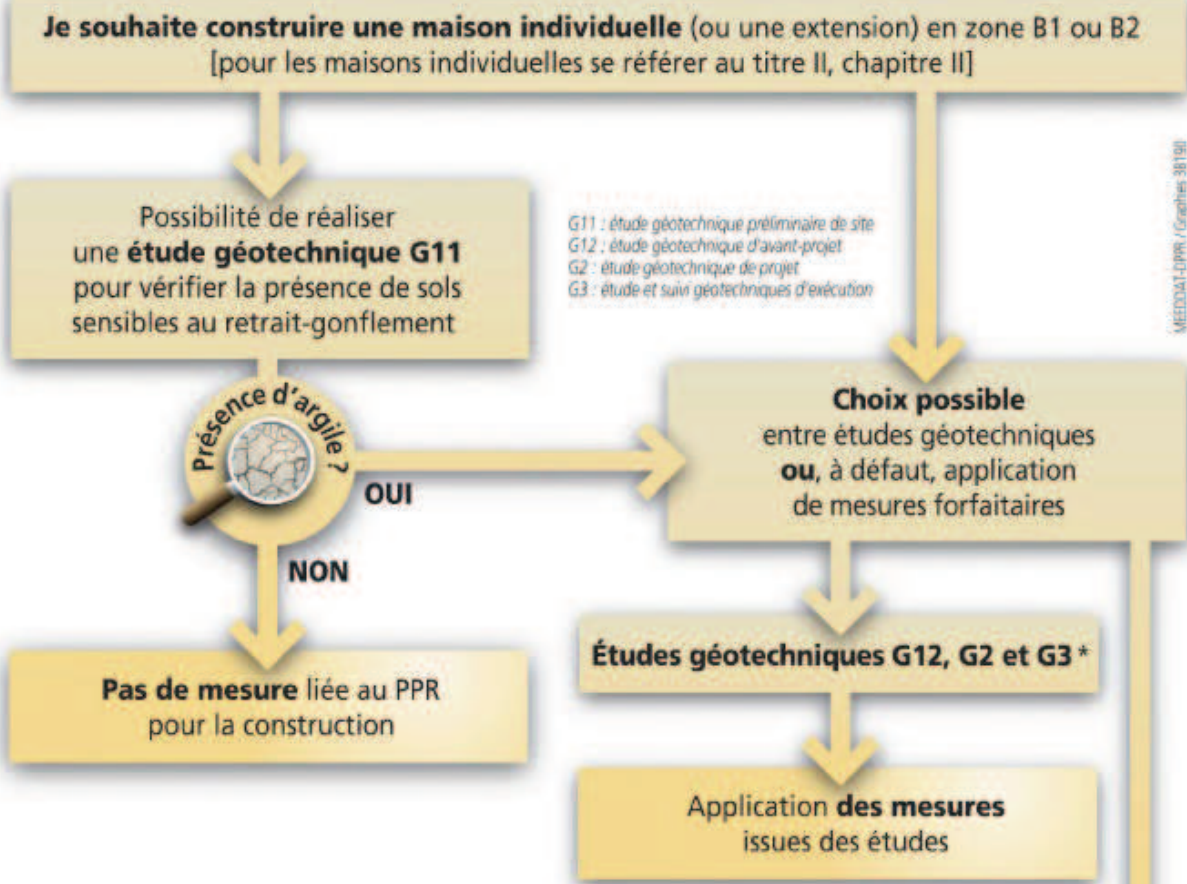 Je souhaite construire une maison individuelle (ou une extension) en zone B1 ou B2
[pour les maisons individuelles se référer au titre II, chapitre II]
Possibilité de réaliser
une étude géotechnique G11
pour vérifier la présence de sols
sensibles au retrait-gonflement
G11 : étude géotechnique préliminaire de site
G12 : étude géotechnique d'avant-projet
G2 : étude géotechnique de projet
G3 : étude et suivi géotechniques d'exécution
MEEDDAT-DPPR / Graphies 38190
Présence d'argile ?
OUI
NON
Choix possible
entre études géotechniques
ou, à défaut, application
de mesures forfaitaires
Pas de mesure liée au PPR
pour la construction
Études géotechniques G12, G2 et G3 *
Application des mesures
issues des études